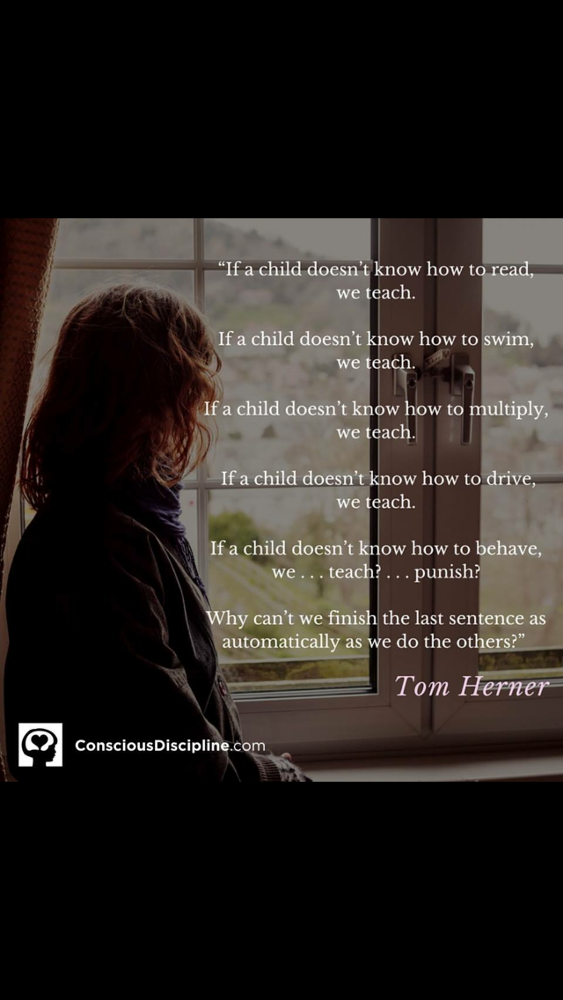 “If a child doesn’t know how to read,
we teach.
If a child doesn’t know how to swim,
we teach.
If a child doesn’t know how to multiply,
we teach.
If a child doesn’t know how to drive,
we teach.
If a child doesn’t know how to behave,
we . . . teach? . . . punish?
Why can’t we finish the last sentence as
automatically as we do the others?”
Tom Herner
ConsciousDiscipline.com